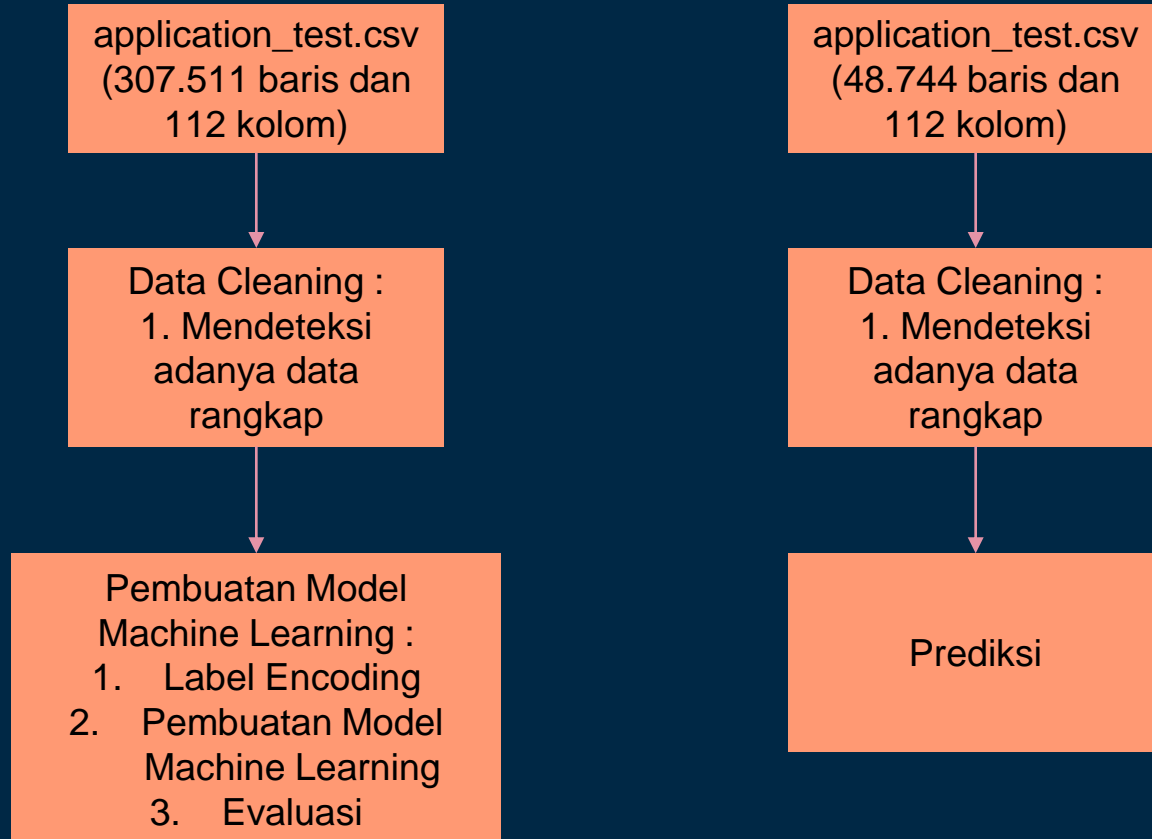 application_test.csv
(307.511 baris dan
112 kolom)
Data Cleaning :
1. Mendeteksi
adanya data
rangkap
Pembuatan Model
Machine Learning :
1. Label Encoding
2. Pembuatan Model
Machine Learning
3. Evaluasi
application_test.csv
(48.744 baris dan
112 kolom)
Data Cleaning :
1. Mendeteksi
adanya data
rangkap
Prediksi